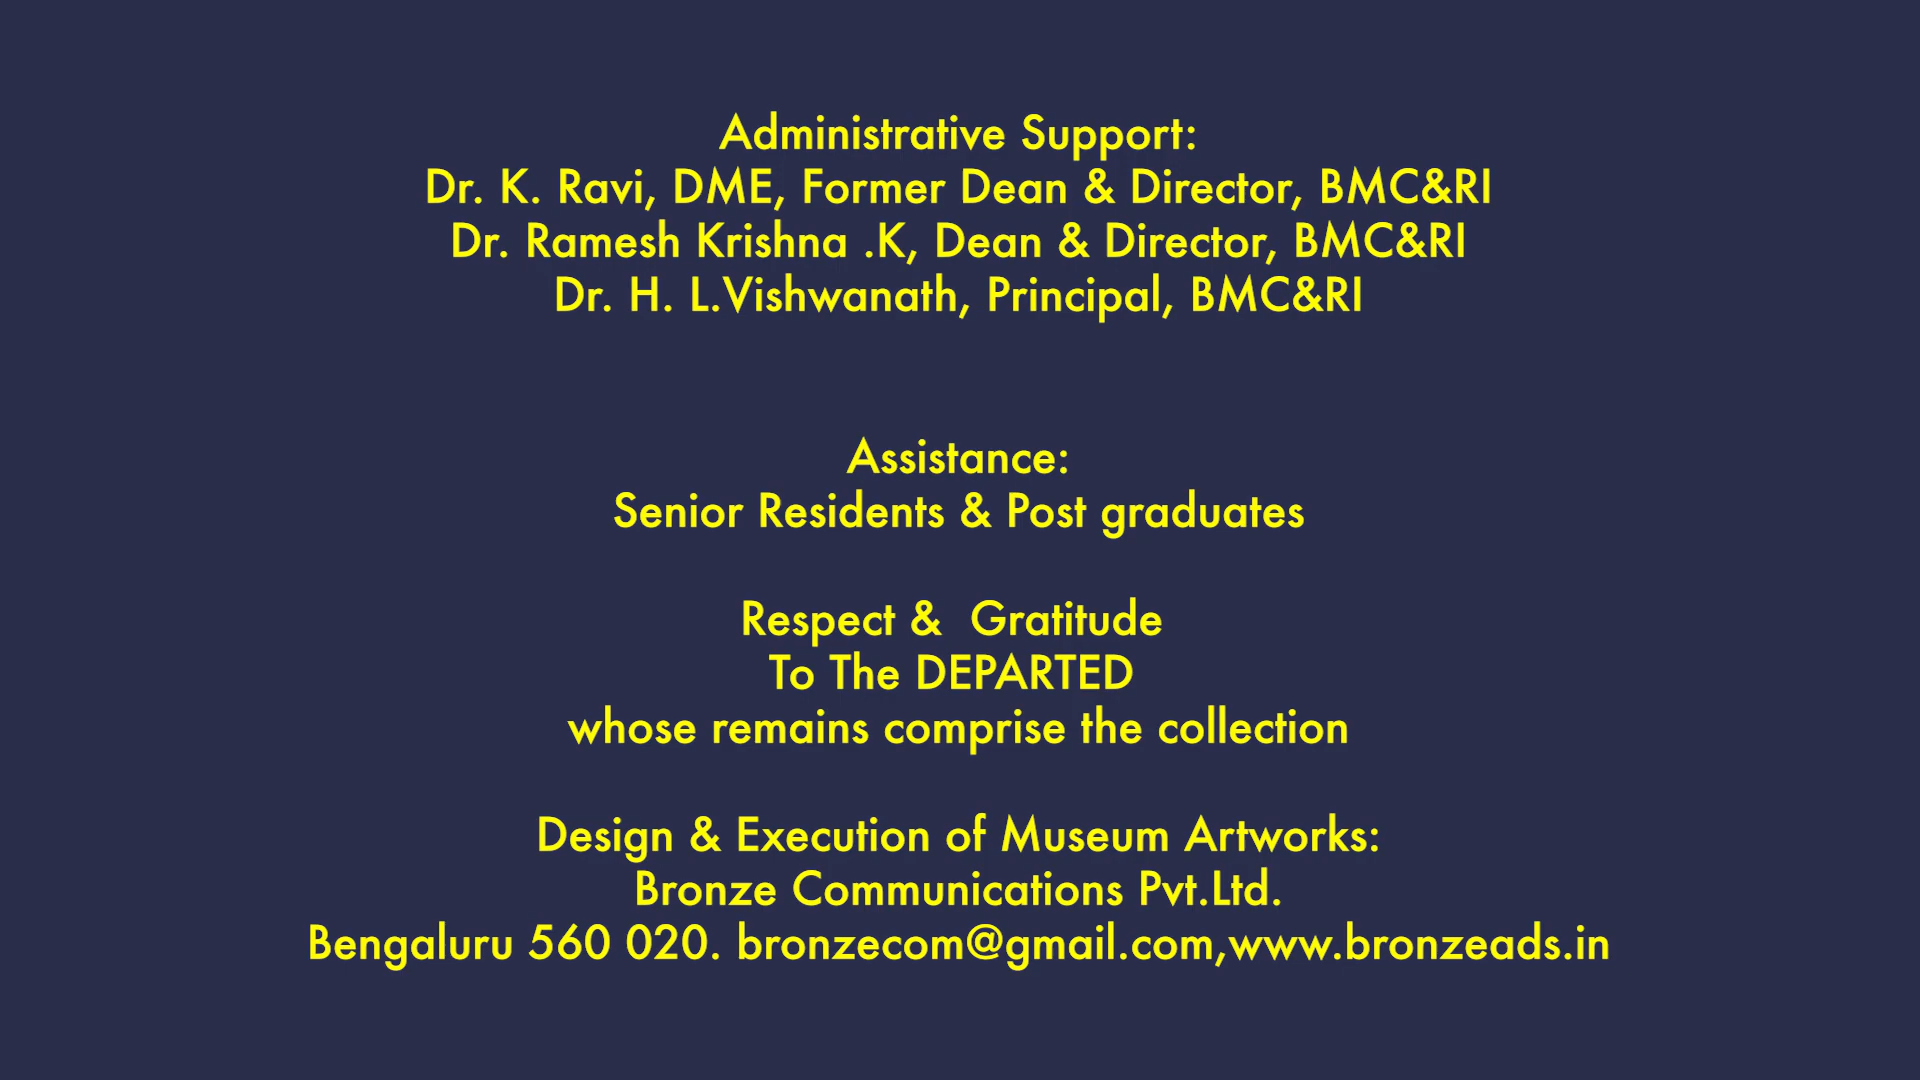 Administrative Support:
Dr. K. Ravi, DME, Former Dean & Director, BMC&RI
Dr. Ramesh Krishna .K, Dean & Director, BMC&RI
Dr. H. L.Vishwanath, Principal, BMC&RI
Assistance:
Senior Residents & Post graduates
Respect &  Gratitude
To The DEPARTED
whose remains comprise the collection
Design & Execution of Museum Artworks:
Bronze Communications Pvt.Ltd.
Bengaluru 560 020. bronzecom@gmail.com,www.bronzeads.in